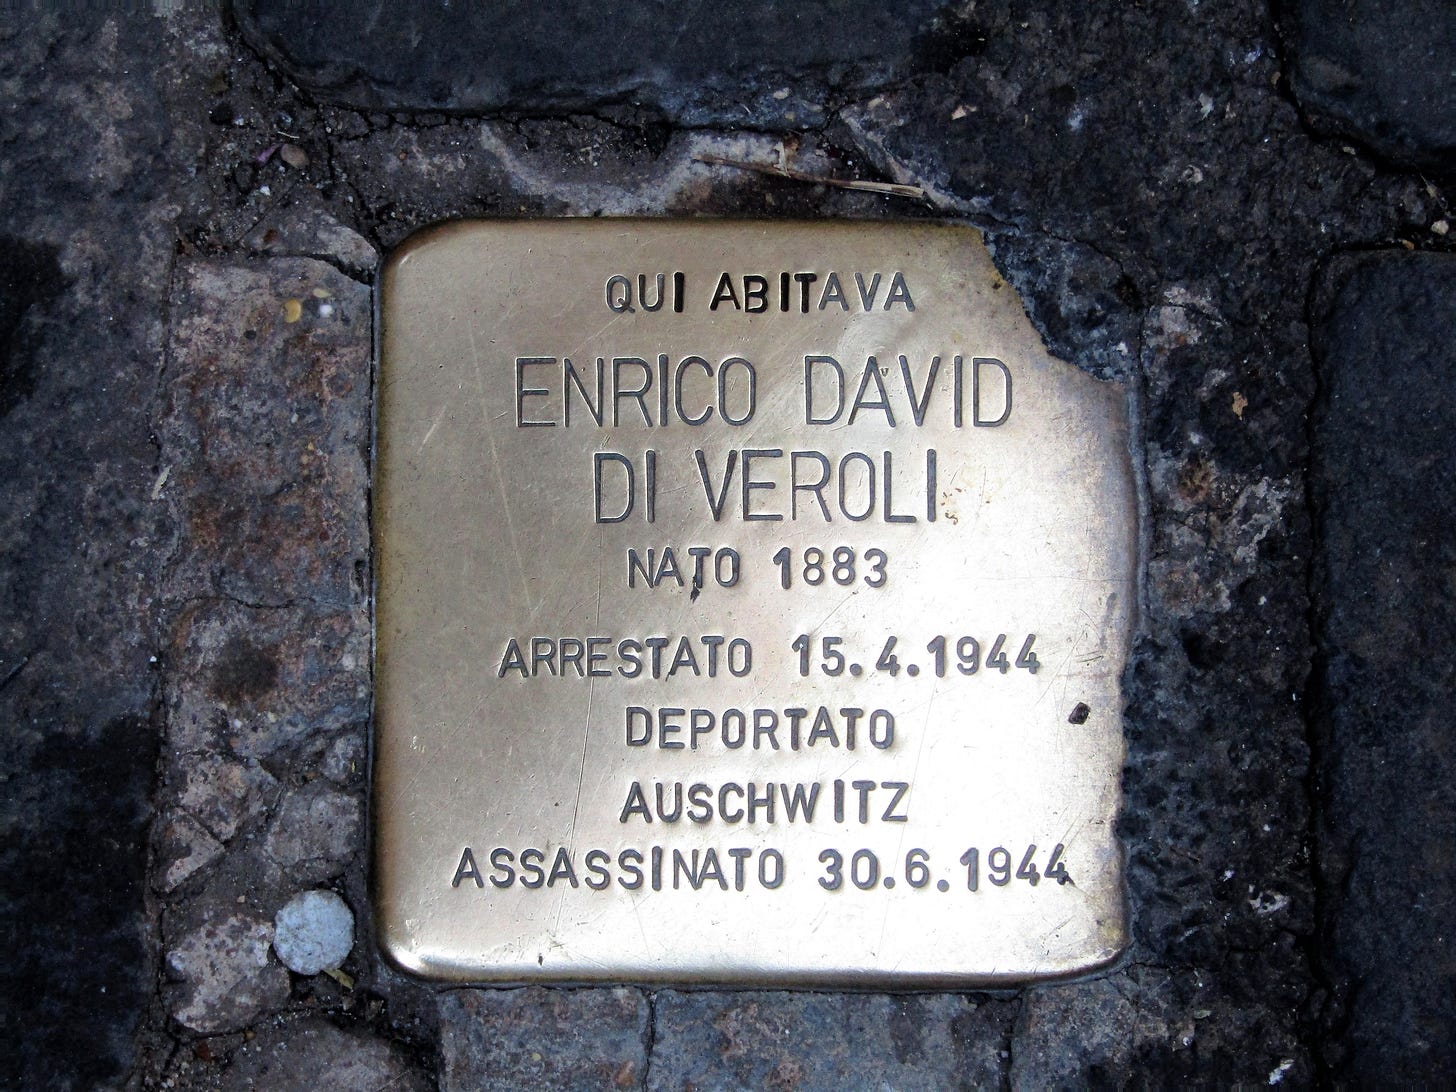 QUI ABITAVA
ENRICO DAVID
DI VEROLI
NATO 1883
ARRESTATO 15.4.1944
DEPORTATO
AUSCHWITZ
ASSASSINATO 30.6.1944